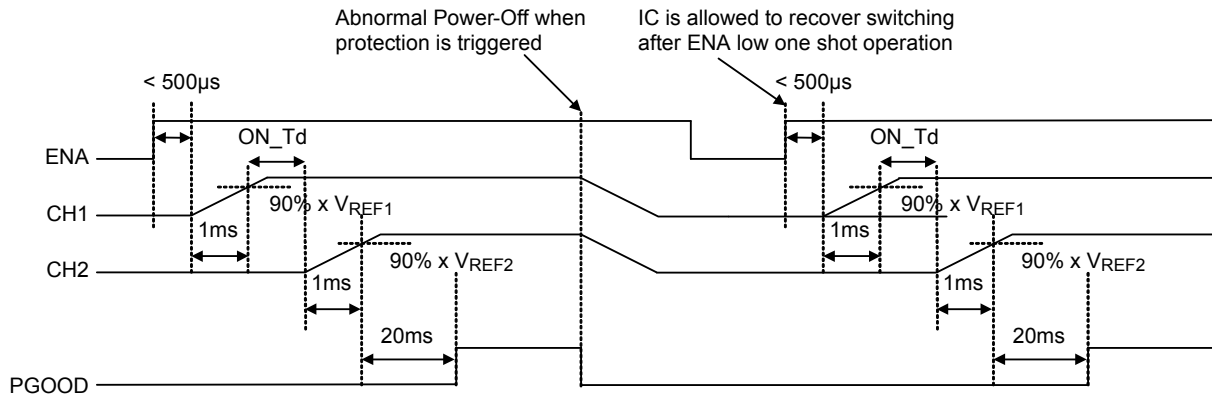 Abnormal Power-Off when
protection is triggered
IC is allowed to recover switching
after ENA low one shot operation
< 500µs
< 500µs
ENA
ON_Td
ON_Td
CH1
90% x VREF1
90% x VREF1
1ms
1ms
CH2
90% x VREF2
90% x VREF2
1ms
1ms
20ms
20ms
PGOOD